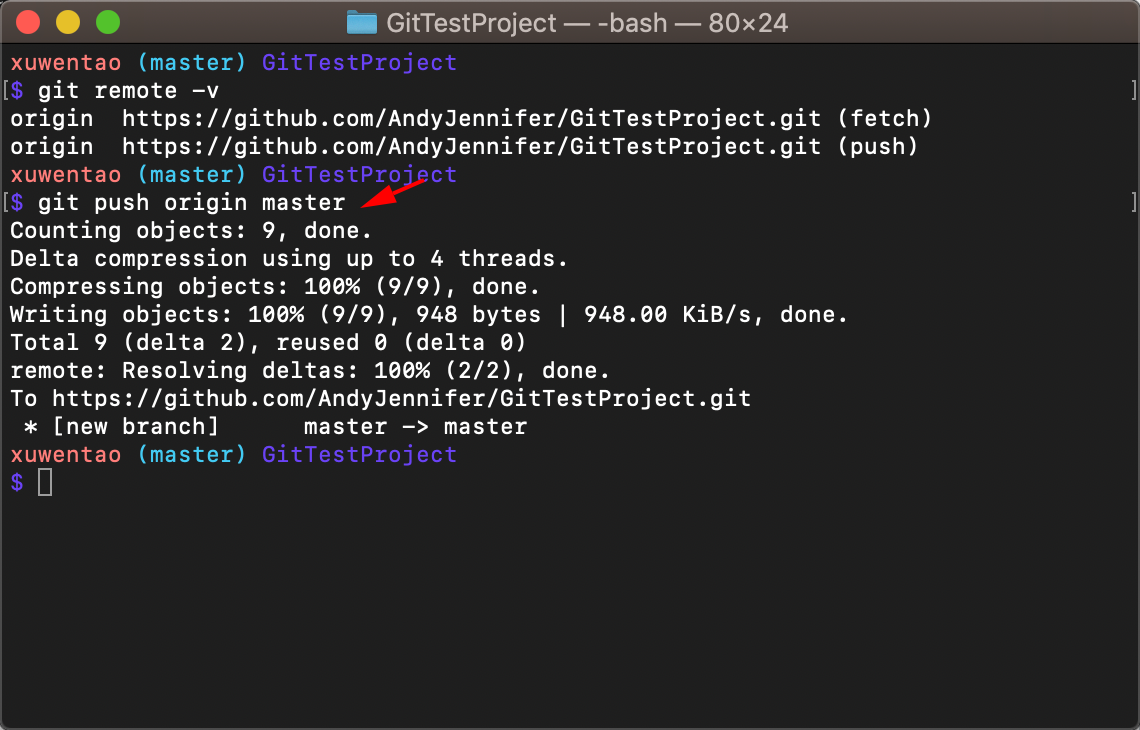 GitTestProject — -bash — 80×24
xuwentao (master) GitTestProject
[$ git remote -v ]
origin  https://github.com/AndyJennifer/GitTestProject.git (fetch)
origin  https://github.com/AndyJennifer/GitTestProject.git (push)
xuwentao (master) GitTestProject
[$ git push origin master ]
Counting objects: 9, done.
Delta compression using up to 4 threads.
Compressing objects: 100% (9/9), done.
Writing objects: 100% (9/9), 948 bytes | 948.00 KiB/s, done.
Total 9 (delta 2), reused 0 (delta 0)
remote: Resolving deltas: 100% (2/2), done.
To https://github.com/AndyJennifer/GitTestProject.git
 * [new branch]      master -> master
xuwentao (master) GitTestProject
$